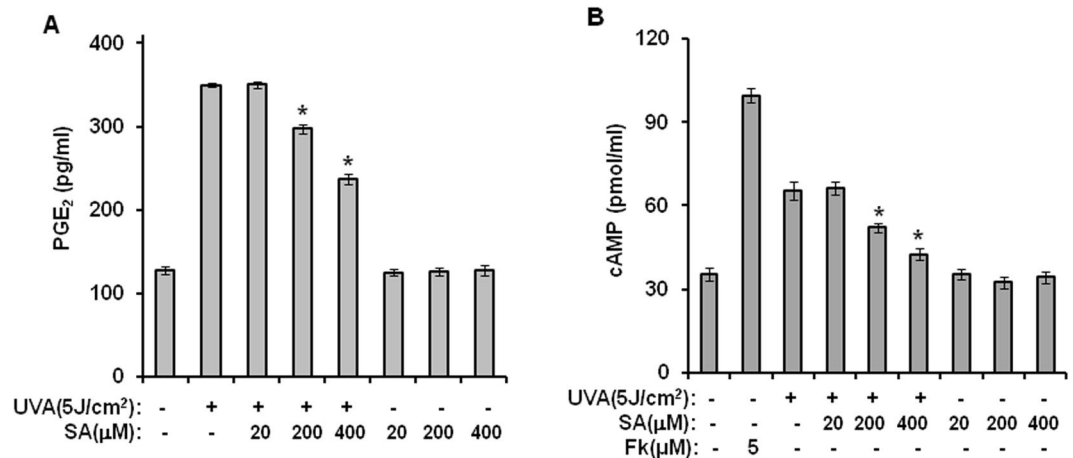 A
PGE₂ (pg/ml)
400
300
200
100
0
* *
UVA(5J/cm²): - + + + + - - -
SA(μM): - - 20 200 400 20 200 400
B
cAMP (pmol/ml)
120
90
60
30
0
* *
UVA(5J/cm²): - - + + + + - - -
SA(μM): - - - 20 200 400 20 200 400
Fk(μM): - 5 - - - - - - -